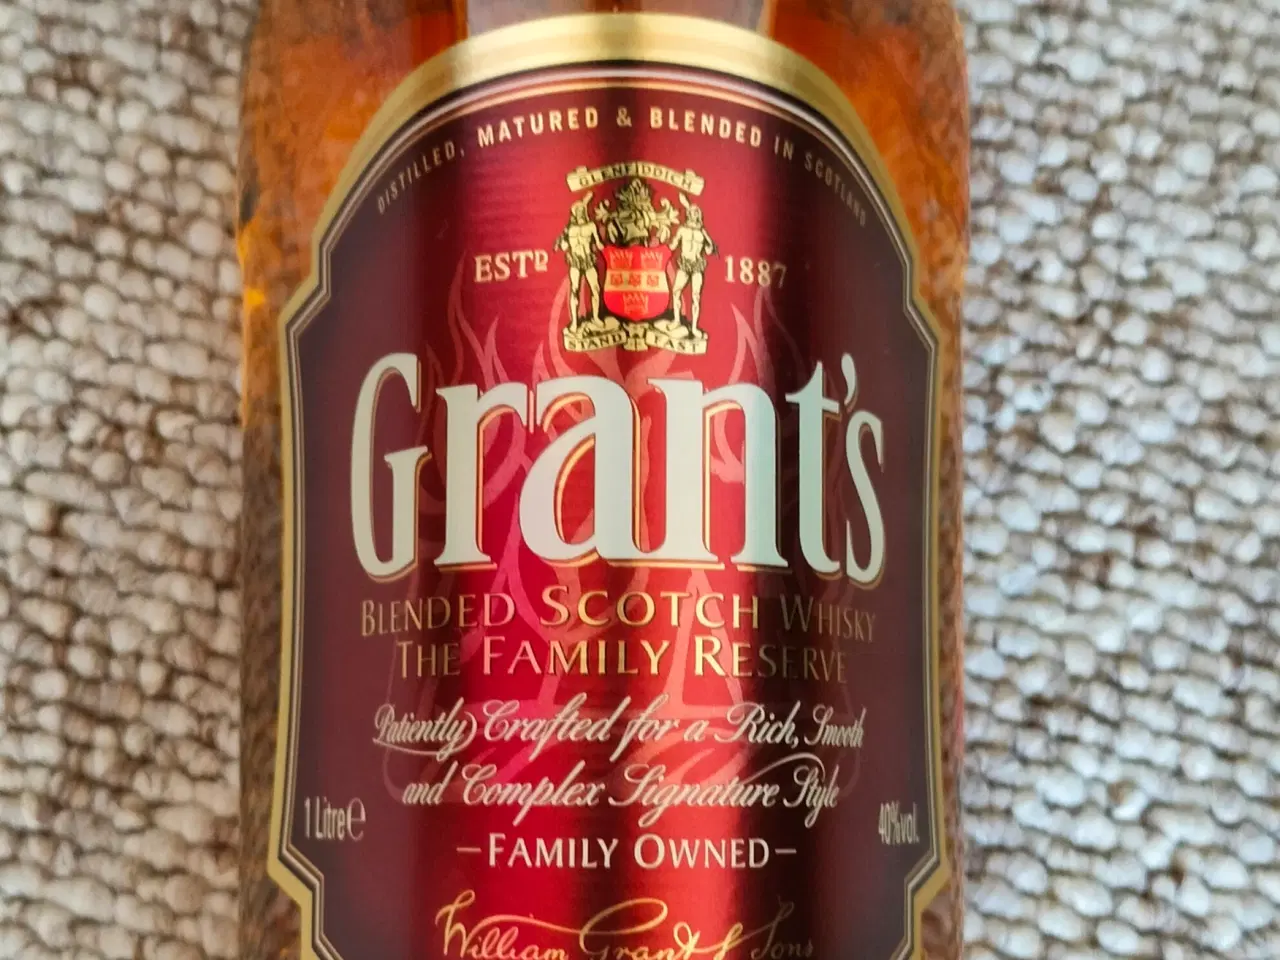 DISTILLED, MATURED & BLENDED IN SCOTLAND
GLENFIDDICH
ESTD 1887
STAND FAST
Grant's
BLENDED SCOTCH WHISKY
THE FAMILY RESERVE
Patiently Crafted for a Rich, Smooth
and Complex Signature Style
1 Litre℮ 40%vol.
–FAMILY OWNED–
William Grant & Sons